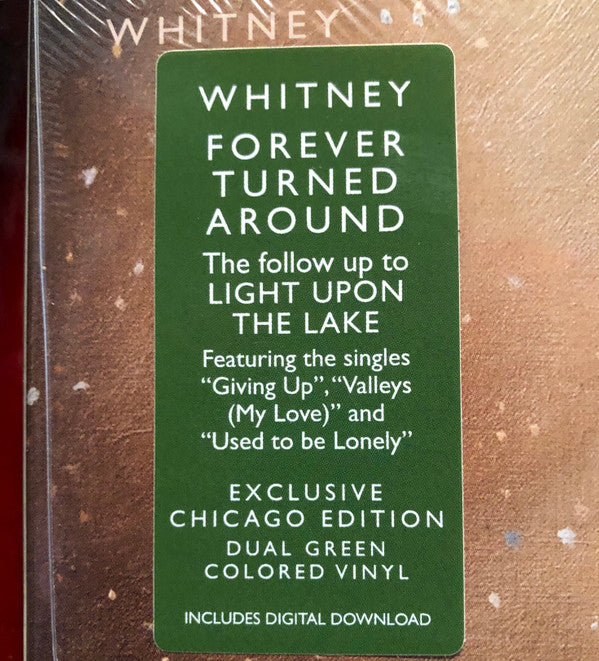 WHITNEY
WHITNEY
FOREVER
TURNED
AROUND
The follow up to
LIGHT UPON
THE LAKE
Featuring the singles
“Giving Up”, “Valleys
(My Love)” and
“Used to be Lonely”
EXCLUSIVE
CHICAGO EDITION
DUAL GREEN
COLORED VINYL
INCLUDES DIGITAL DOWNLOAD